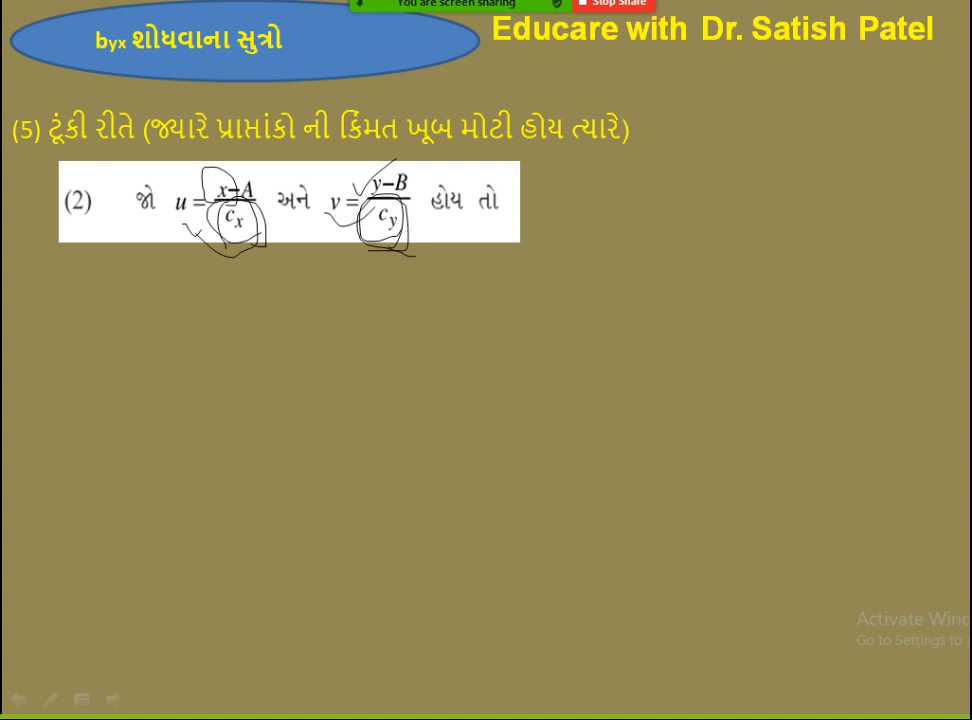 You are screen sharing Stop Share
byx શોધવાના સુત્રો
Educare with Dr. Satish Patel
(5) ટૂંકી રીતે (જ્યારે પ્રાપ્તાંકો ની કિંમત ખૂબ મોટી હોય ત્યારે)
(2) જો u = x−A / cx અને v = y−B / cy હોય તો
Activate Wind
Go to Settings to a